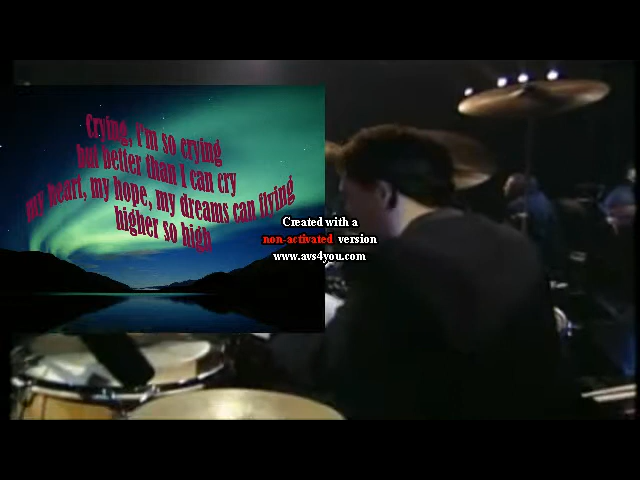 Crying, I'm so crying
but better than I can cry
my heart, my hope, my dreams can flying
higher so high
Created with a
non-activated version
www.avs4you.com